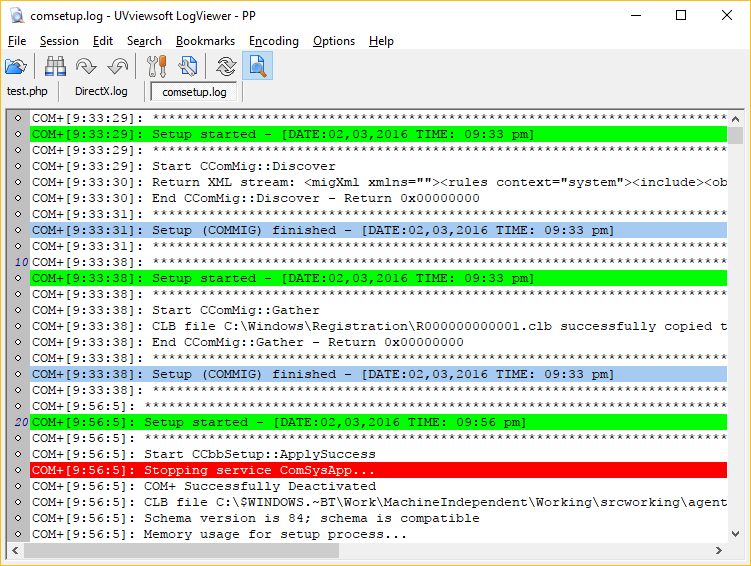 comsetup.log - UVviewsoft LogViewer - PP
File Session Edit Search Bookmarks Encoding Options Help
test.php DirectX.log comsetup.log
COM+[9:33:29]: ************************************************************************
COM+[9:33:29]: Setup started - [DATE:02,03,2016 TIME: 09:33 pm]
COM+[9:33:29]: ************************************************************************
COM+[9:33:29]: Start CComMig::Discover
COM+[9:33:30]: Return XML stream: <migXml xmlns=""><rules context="system"><include><ob
COM+[9:33:30]: End CComMig::Discover - Return 0x00000000
COM+[9:33:31]: ************************************************************************
COM+[9:33:31]: Setup (COMMIG) finished - [DATE:02,03,2016 TIME: 09:33 pm]
COM+[9:33:31]: ************************************************************************
10 COM+[9:33:38]: ************************************************************************
COM+[9:33:38]: Setup started - [DATE:02,03,2016 TIME: 09:33 pm]
COM+[9:33:38]: ************************************************************************
COM+[9:33:38]: Start CComMig::Gather
COM+[9:33:38]: CLB file C:\Windows\Registration\R000000000001.clb successfully copied t
COM+[9:33:38]: End CComMig::Gather - Return 0x00000000
COM+[9:33:38]: ************************************************************************
COM+[9:33:38]: Setup (COMMIG) finished - [DATE:02,03,2016 TIME: 09:33 pm]
COM+[9:33:38]: ************************************************************************
COM+[9:56:5]: *************************************************************************
20 COM+[9:56:5]: Setup started - [DATE:02,03,2016 TIME: 09:56 pm]
COM+[9:56:5]: *************************************************************************
COM+[9:56:5]: Start CCbbSetup::ApplySuccess
COM+[9:56:5]: Stopping service ComSysApp...
COM+[9:56:5]: COM+ Successfully Deactivated
COM+[9:56:5]: CLB file C:\$WINDOWS.~BT\Work\MachineIndependent\Working\srcworking\agent
COM+[9:56:5]: Schema version is 84; schema is compatible
COM+[9:56:5]: Memory usage for setup process...